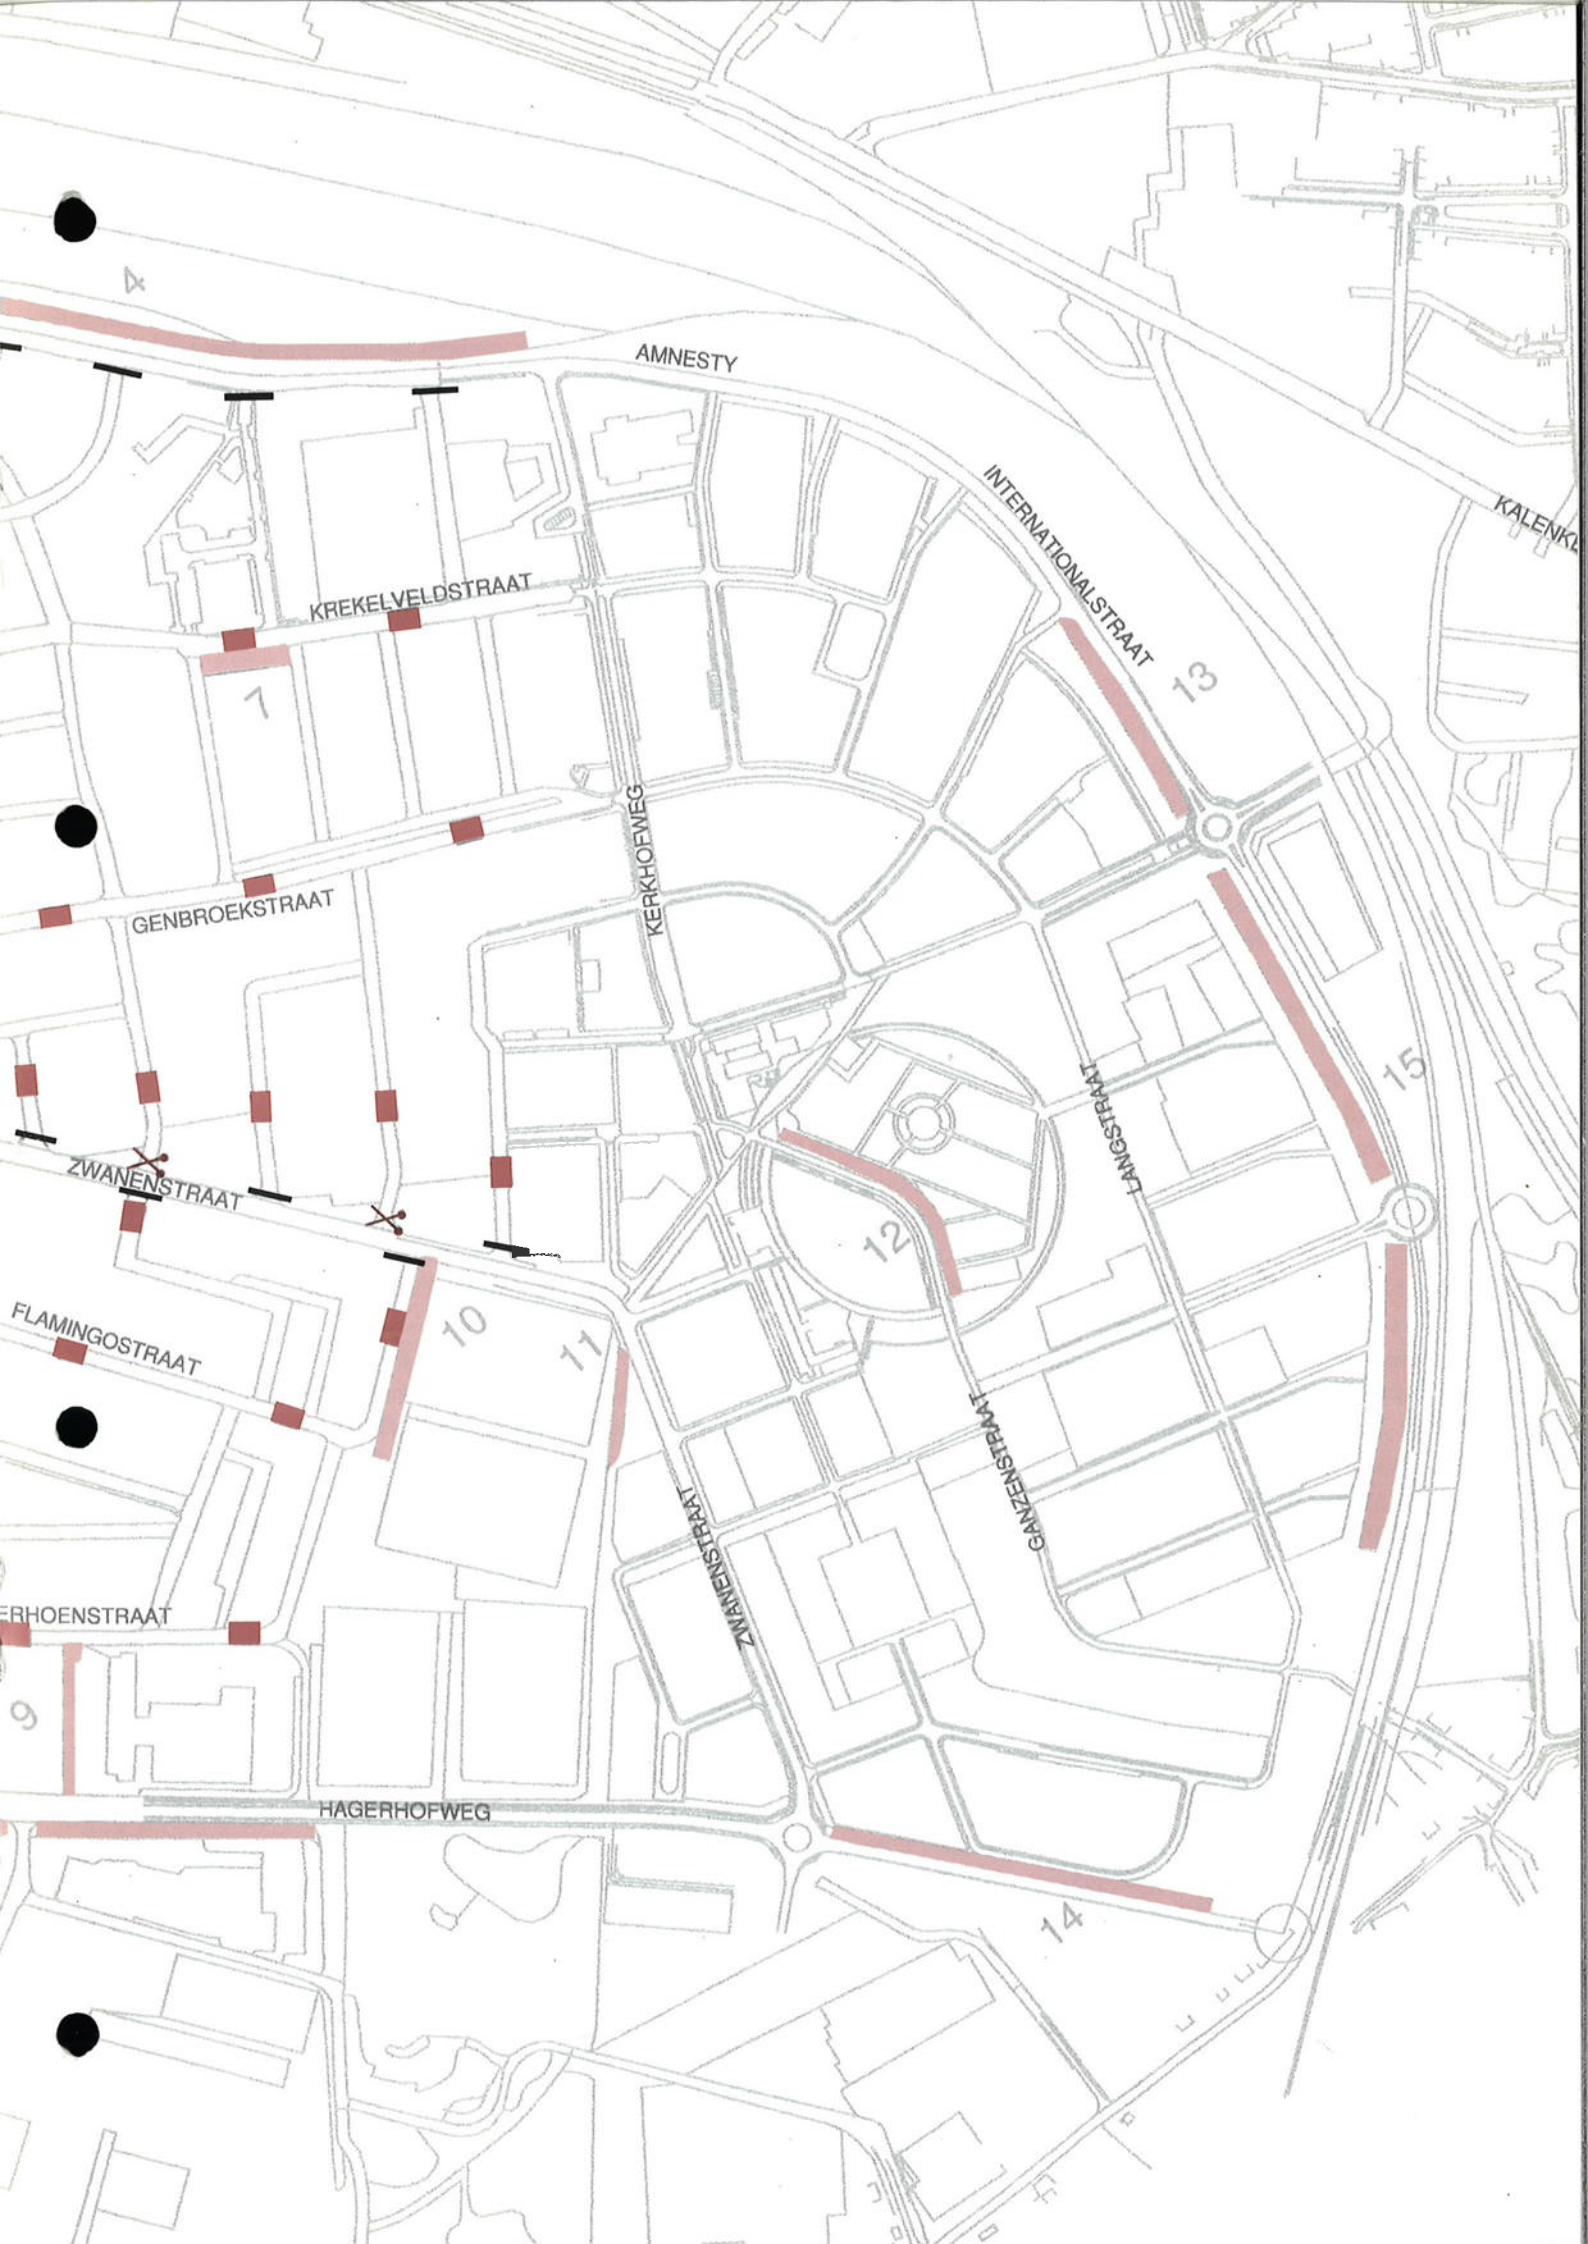 4
AMNESTY
INTERNATIONALSTRAAT
KALENK
KREKELVELDSTRAAT
13
7
KERKHOFWEG
GENBROEKSTRAAT
15
LANGSTRAAT
ZWANENSTRAAT
12
FLAMINGOSTRAAT
10
11
GANZENSTRAAT
ZWANENSTRAAT
ERHOENSTRAAT
9
HAGERHOFWEG
14